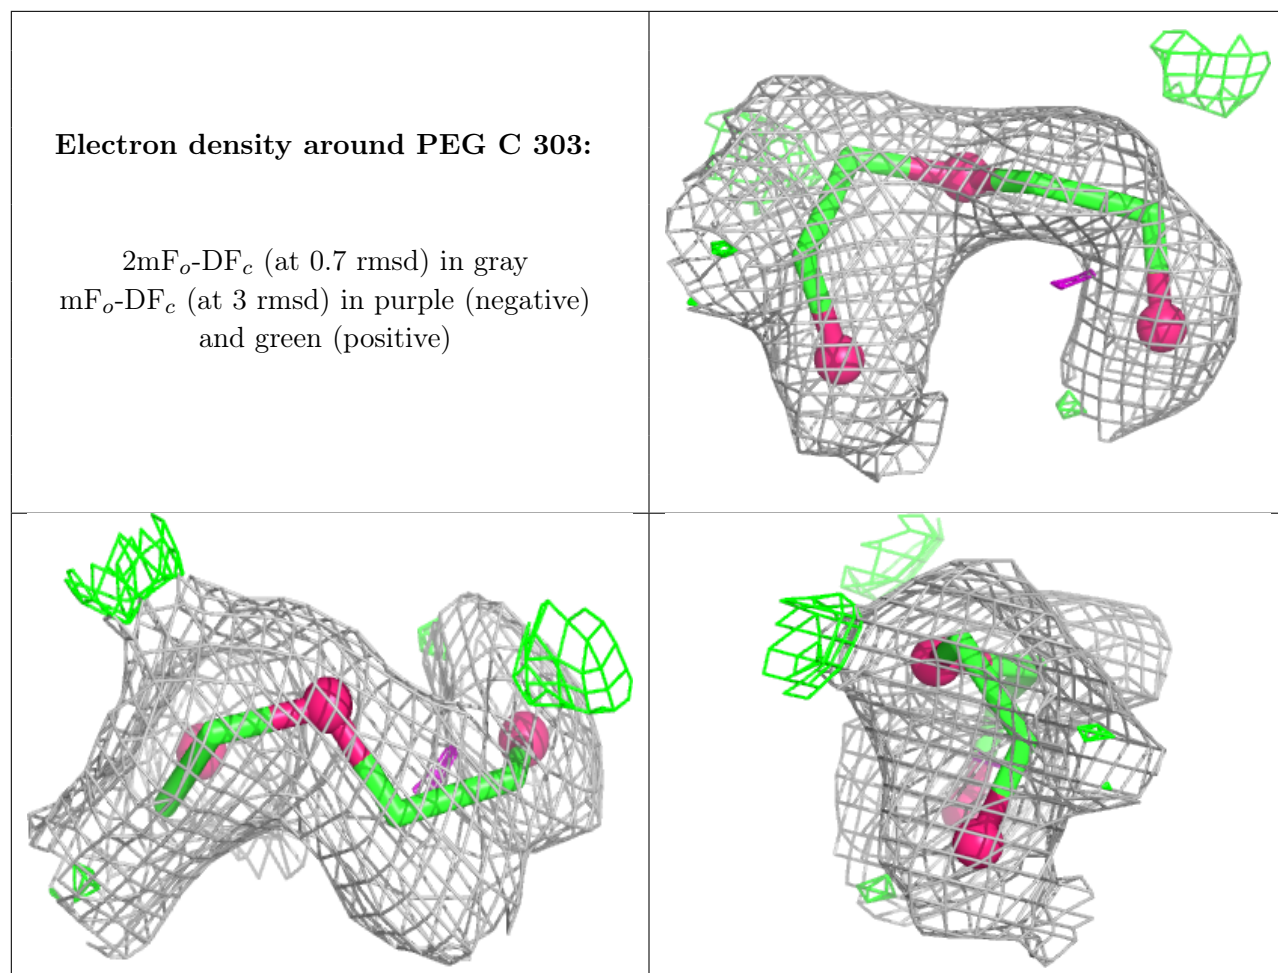 Electron density around PEG C 303:
2mFo-DFc (at 0.7 rmsd) in gray
mFo-DFc (at 3 rmsd) in purple (negative)
and green (positive)